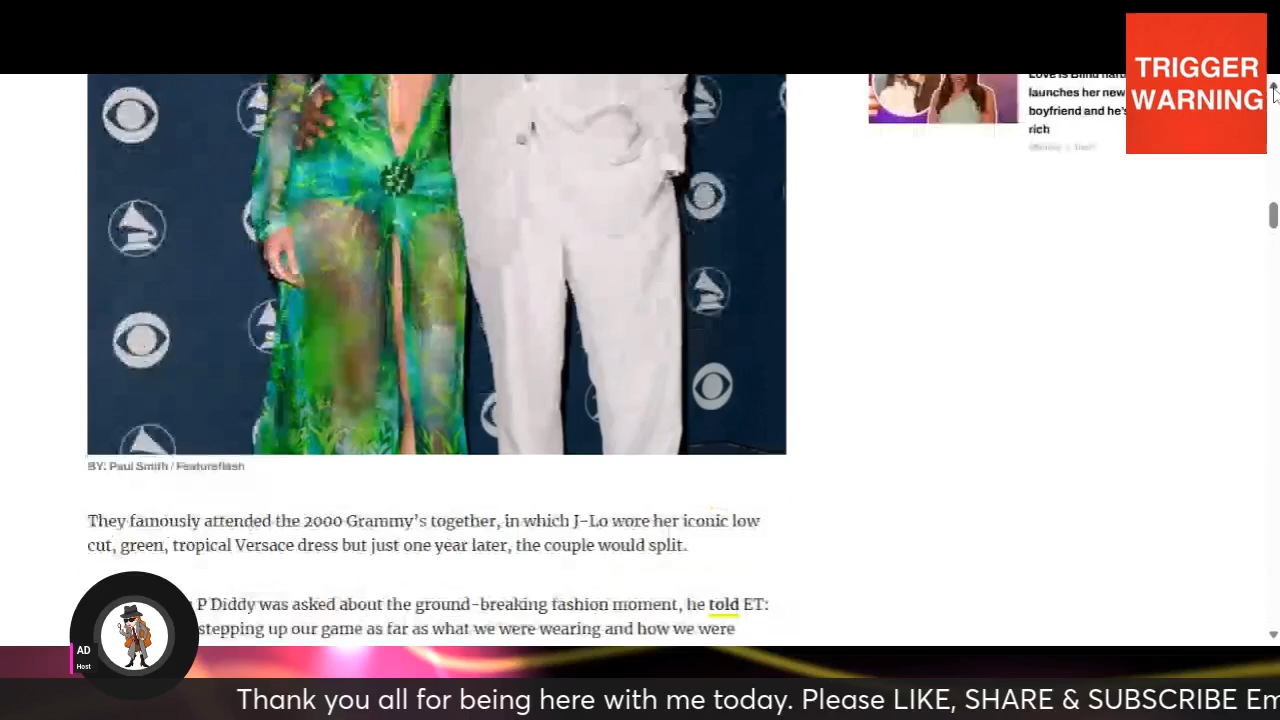 TRIGGER
WARNING
launches her new
boyfriend and he's
rich
BY: Paul Smith / Featureflash
They famously attended the 2000 Grammy's together, in which J-Lo wore her iconic low
cut, green, tropical Versace dress but just one year later, the couple would split.
P Diddy was asked about the ground-breaking fashion moment, he told ET:
stepping up our game as far as what we were wearing and how we were
AD
Host
Thank you all for being here with me today. Please LIKE, SHARE & SUBSCRIBE Em